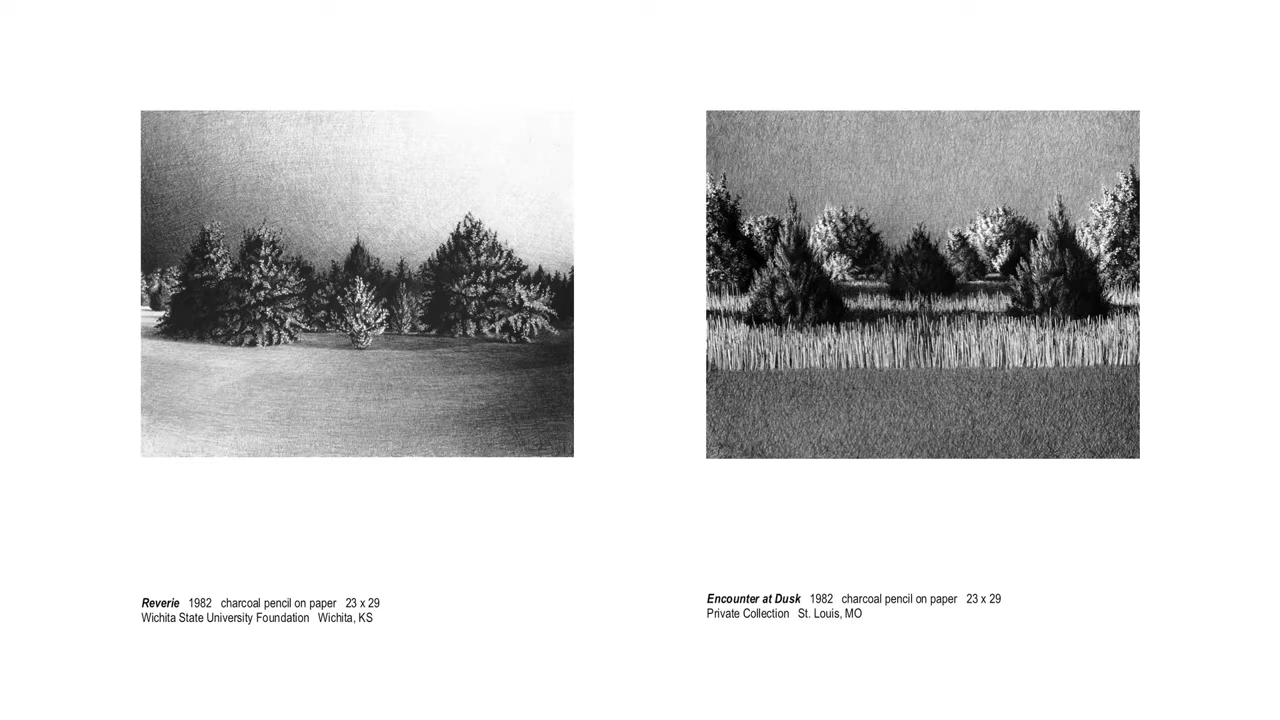 Reverie 1982 charcoal pencil on paper 23 x 29
Wichita State University Foundation Wichita, KS
Encounter at Dusk 1982 charcoal pencil on paper 23 x 29
Private Collection St. Louis, MO